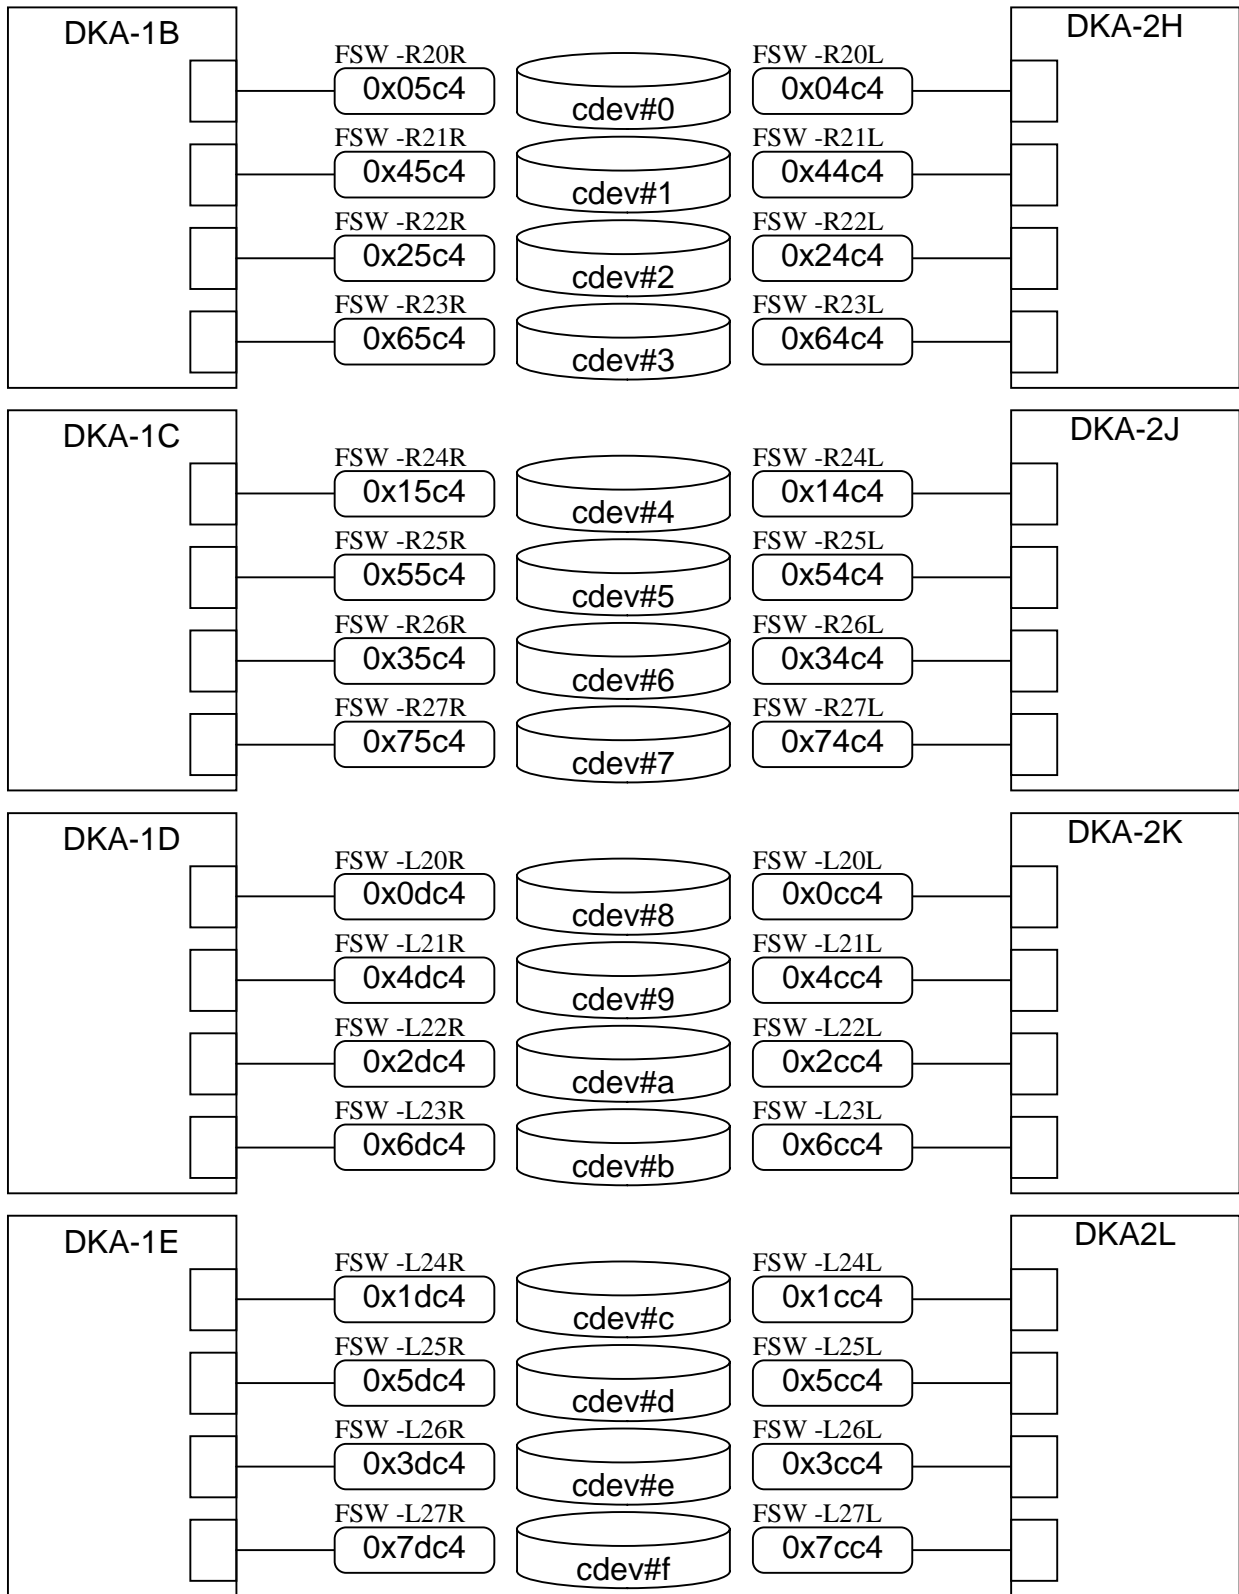 DKA-1B
DKA-2H
FSW -R20R
FSW -R20L
0x05c4
cdev#0
0x04c4
FSW -R21R
FSW -R21L
0x45c4
cdev#1
0x44c4
FSW -R22R
FSW -R22L
0x25c4
cdev#2
0x24c4
FSW -R23R
FSW -R23L
0x65c4
cdev#3
0x64c4
DKA-1C
DKA-2J
FSW -R24R
FSW -R24L
0x15c4
cdev#4
0x14c4
FSW -R25R
FSW -R25L
0x55c4
cdev#5
0x54c4
FSW -R26R
FSW -R26L
0x35c4
cdev#6
0x34c4
FSW -R27R
FSW -R27L
0x75c4
cdev#7
0x74c4
DKA-1D
DKA-2K
FSW -L20R
FSW -L20L
0x0dc4
cdev#8
0x0cc4
FSW -L21R
FSW -L21L
0x4dc4
cdev#9
0x4cc4
FSW -L22R
FSW -L22L
0x2dc4
cdev#a
0x2cc4
FSW -L23R
FSW -L23L
0x6dc4
cdev#b
0x6cc4
DKA-1E
DKA2L
FSW -L24R
FSW -L24L
0x1dc4
cdev#c
0x1cc4
FSW -L25R
FSW -L25L
0x5dc4
cdev#d
0x5cc4
FSW -L26R
FSW -L26L
0x3dc4
cdev#e
0x3cc4
FSW -L27R
FSW -L27L
0x7dc4
cdev#f
0x7cc4